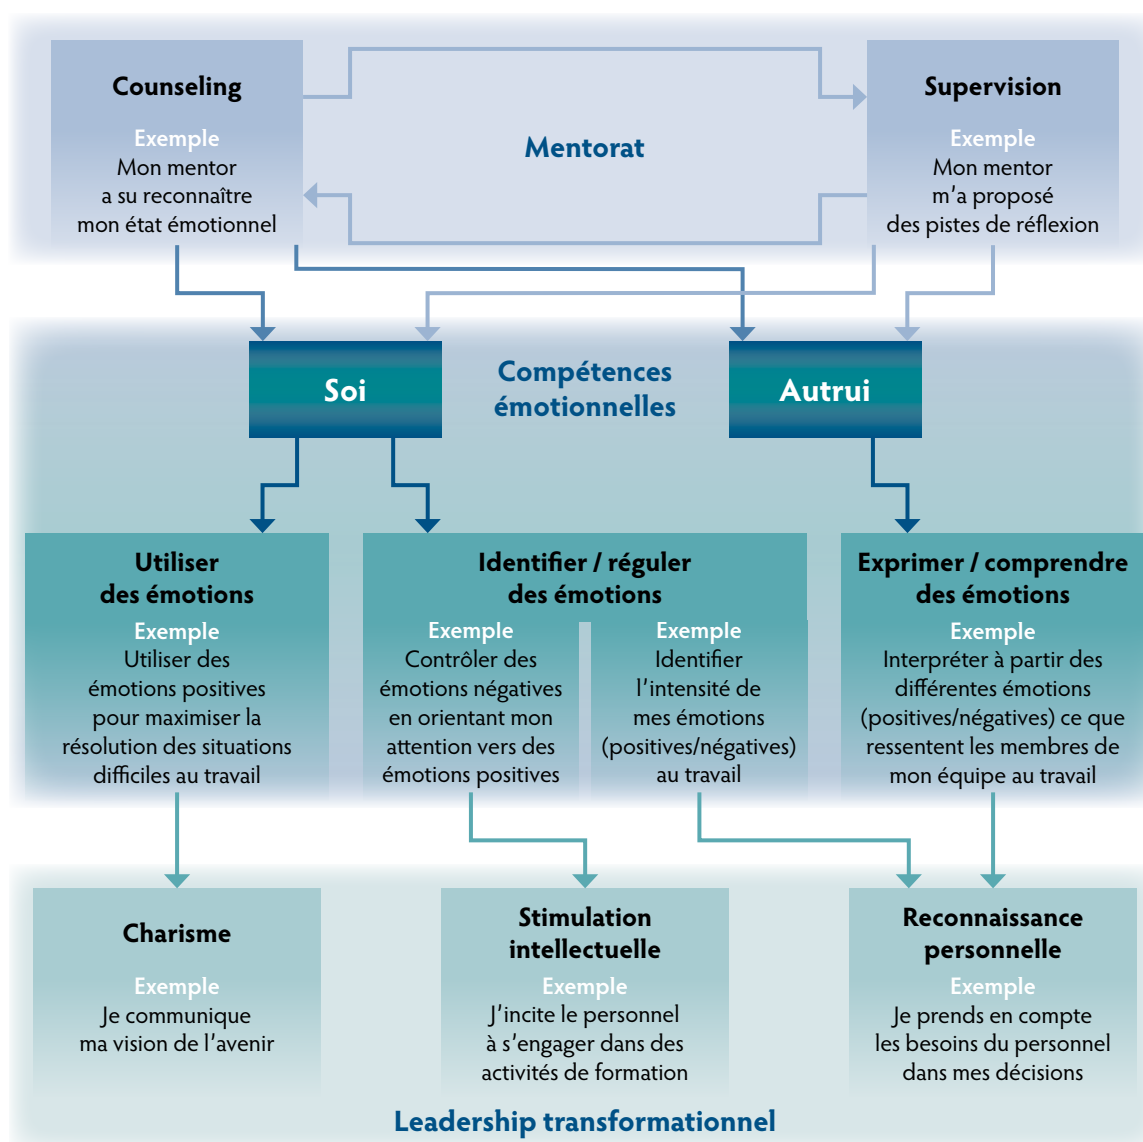 Counseling
Exemple
Mon mentor
a su reconnaître
mon état émotionnel
Mentorat
Supervision
Exemple
Mon mentor
m'a proposé
des pistes de réflexion
Soi
Compétences
émotionnelles
Autrui
Utiliser
des émotions
Exemple
Utiliser des
émotions positives
pour maximiser la
résolution des situations
difficiles au travail
Identifier / réguler
des émotions
Exemple
Contrôler des
émotions négatives
en orientant mon
attention vers des
émotions positives
Exemple
Identifier
l'intensité de
mes émotions
(positives/négatives)
au travail
Exprimer / comprendre
des émotions
Exemple
Interpréter à partir des
différentes émotions
(positives/négatives) ce que
ressentent les membres de
mon équipe au travail
Charisme
Exemple
Je communique
ma vision de l'avenir
Stimulation
intellectuelle
Exemple
J'incite le personnel
à s'engager dans des
activités de formation
Reconnaissance
personnelle
Exemple
Je prends en compte
les besoins du personnel
dans mes décisions
Leadership transformationnel